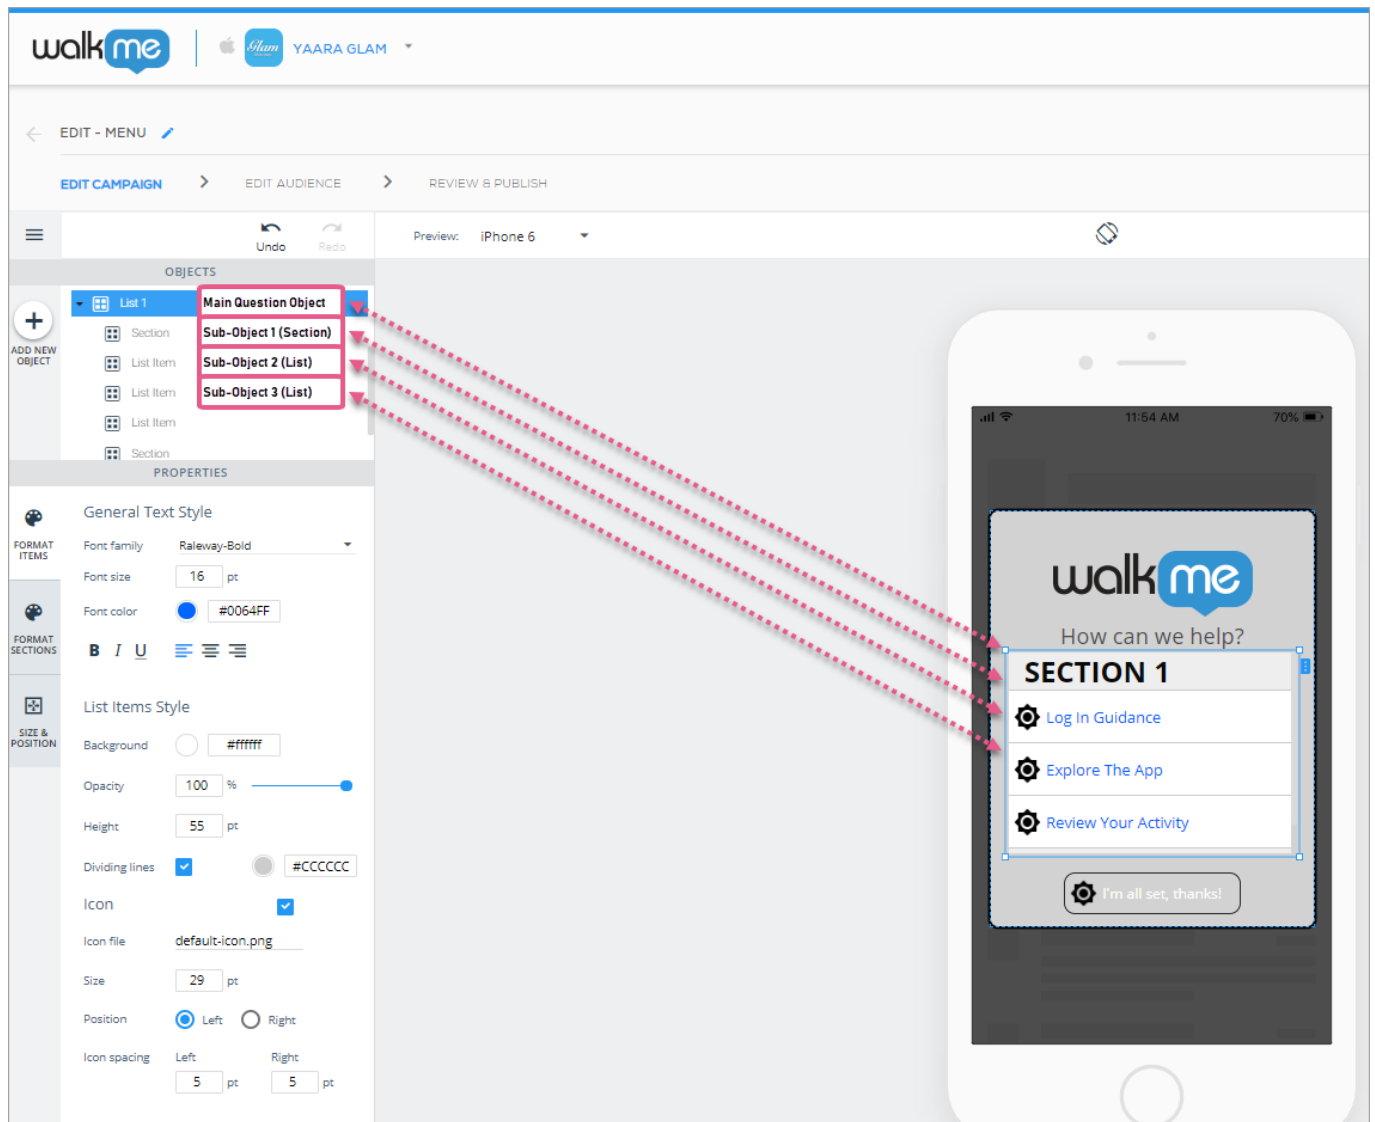 walkme
Glam
YAARA GLAM
EDIT - MENU
EDIT CAMPAIGN
EDIT AUDIENCE
REVIEW & PUBLISH
Undo
Redo
Preview: iPhone 6
OBJECTS
ADD NEW
OBJECT
List 1
Main Question Object
Section
Sub-Object 1 (Section)
List Item
Sub-Object 2 (List)
List Item
Sub-Object 3 (List)
List Item
Section
PROPERTIES
FORMAT
ITEMS
FORMAT
SECTIONS
SIZE &
POSITION
General Text Style
Font family Raleway-Bold
Font size 16 pt
Font color #0064FF
B I U
List Items Style
Background #ffffff
Opacity 100 %
Height 55 pt
Dividing lines #CCCCCC
Icon
Icon file default-icon.png
Size 29 pt
Position Left Right
Icon spacing Left Right
5 pt 5 pt
11:54 AM 70%
walkme
How can we help?
SECTION 1
Log In Guidance
Explore The App
Review Your Activity
I'm all set, thanks!